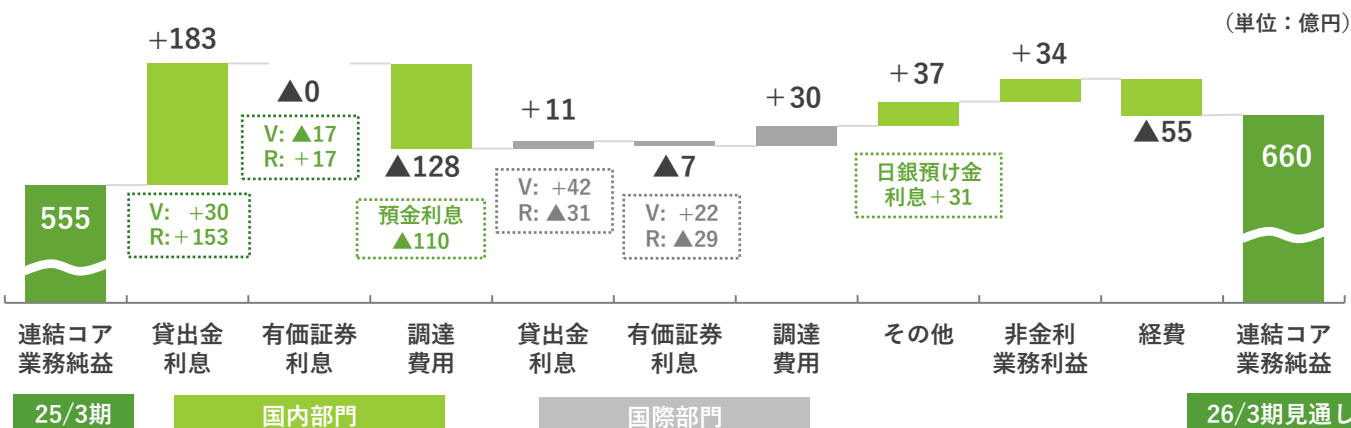 （単位：億円）
+183
▲0
V: ▲17
R: +17
▲128
+11
▲7
+30
+37
+34
▲55
555
V: +30
R:+153
預金利息
▲110
V: +42
R: ▲31
V: +22
R: ▲29
日銀預け金
利息+31
660
連結コア
業務純益
貸出金
利息
有価証券
利息
調達
費用
貸出金
利息
有価証券
利息
調達
費用
その他
非金利
業務利益
経費
連結コア
業務純益
25/3期
国内部門
国際部門
26/3期見通し